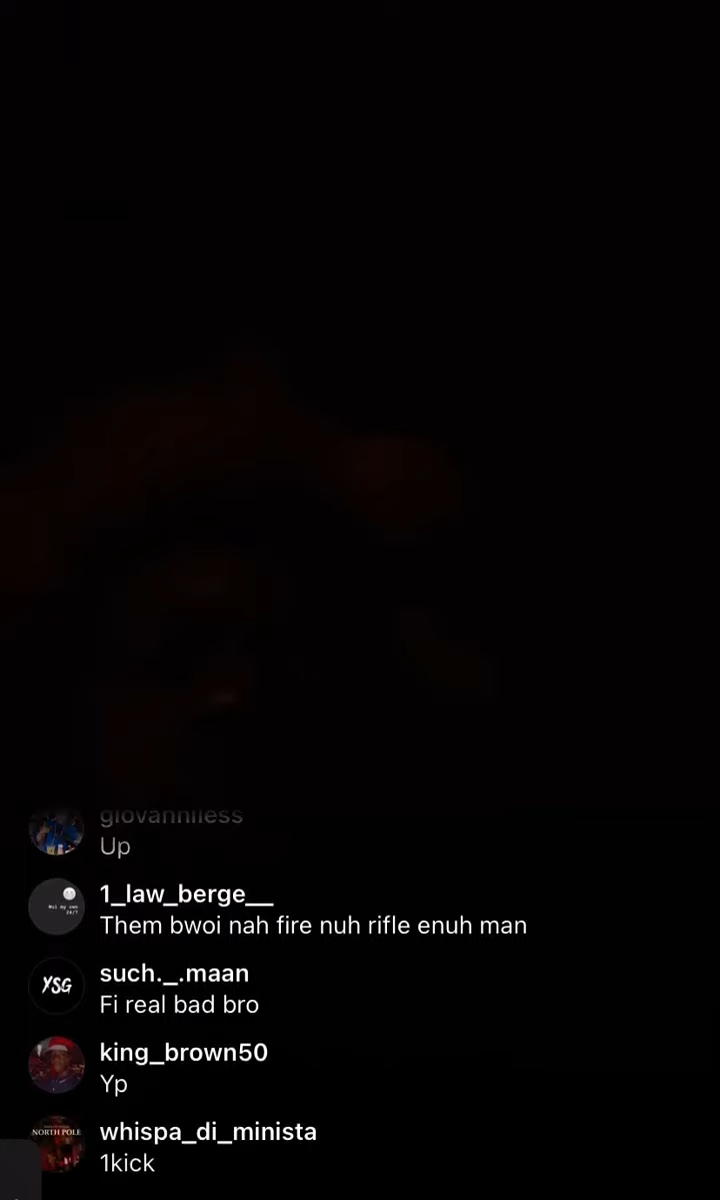 giovanniless
Up
1_law_berge__
Them bwoi nah fire nuh rifle enuh man
YSG
such._.maan
Fi real bad bro
king_brown50
Yp
NORTH POLE
whispa_di_minista
1kick